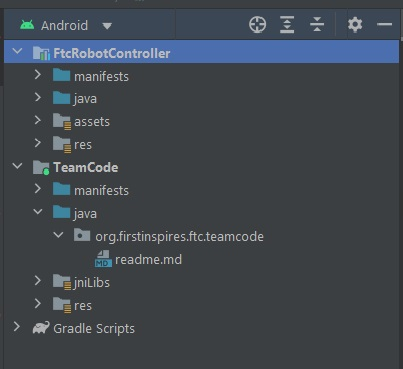 Android
FtcRobotController
manifests
java
assets
res
TeamCode
manifests
java
org.firstinspires.ftc.teamcode
MD readme.md
jniLibs
res
Gradle Scripts